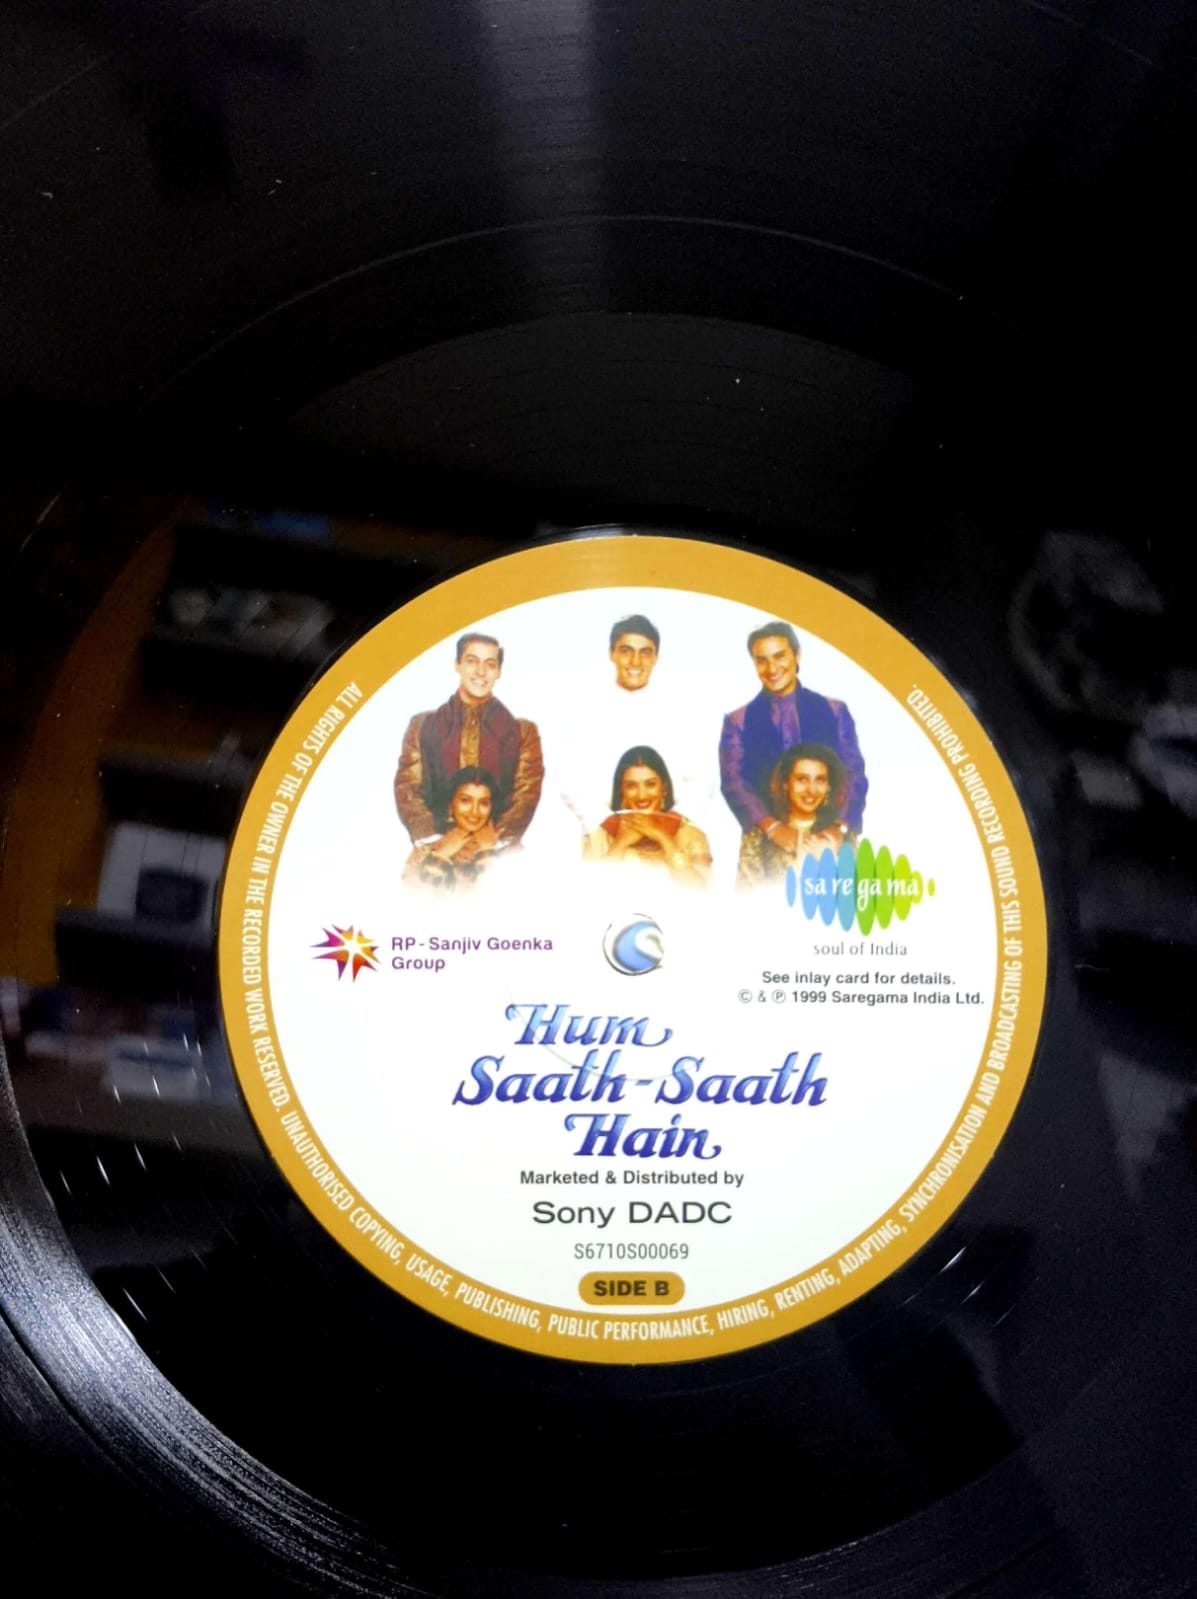 sa re ga ma
soul of India
RP-Sanjiv Goenka
Group
See inlay card for details.
© & ℗ 1999 Saregama India Ltd.
Hum
Saath-Saath
Hain
Marketed & Distributed by
Sony DADC
S6710S00069
SIDE B
ALL RIGHTS OF THE OWNER IN THE RECORDED WORK RESERVED. UNAUTHORISED COPYING, USAGE, PUBLISHING, PUBLIC PERFORMANCE, HIRING, RENTING, ADAPTING, SYNCHRONISATION AND BROADCASTING OF THIS SOUND RECORDING PROHIBITED.